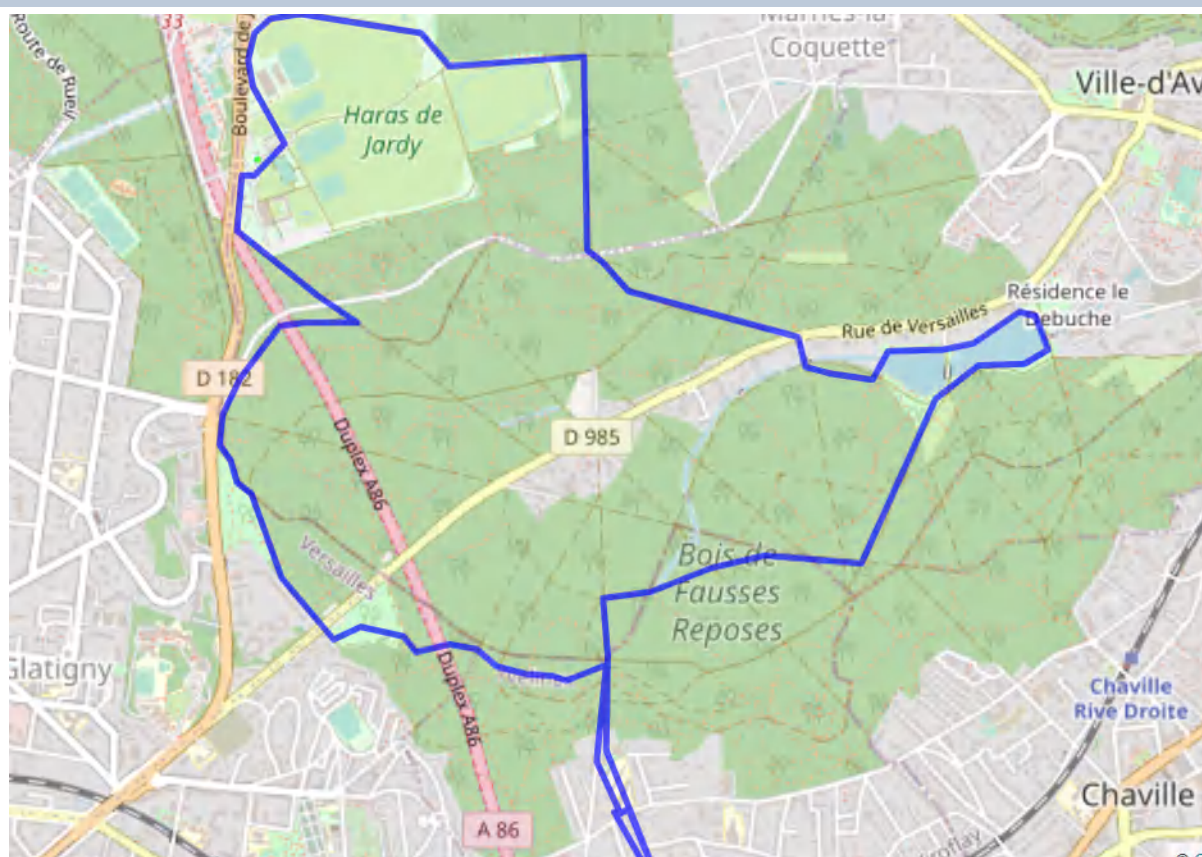 33
Marnes-la
Coquette
Route de
Boulevard de
Ville-d'Av
Haras de
Jardy
Résidence le
Debuche
Rue de Versailles
D 182
D 985
Duplex A86
Versailles
Bois de
Fausses
Reposes
Glatigny
Duplex A86
Chaville
Rive Droite
Chaville
A 86